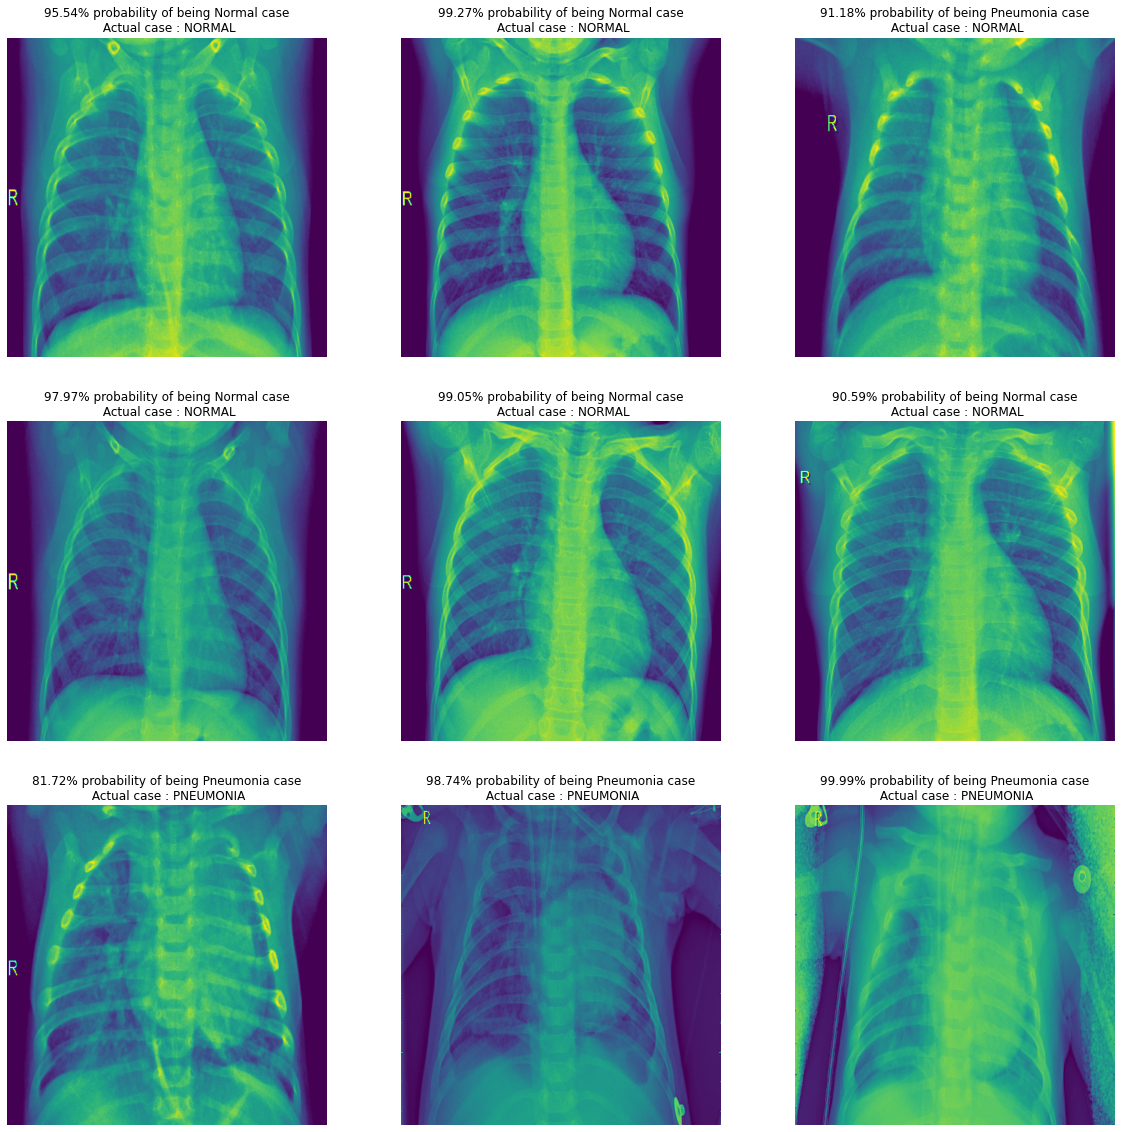 95.54% probability of being Normal case
Actual case : NORMAL
99.27% probability of being Normal case
Actual case : NORMAL
91.18% probability of being Pneumonia case
Actual case : NORMAL
R
R
R
97.97% probability of being Normal case
Actual case : NORMAL
99.05% probability of being Normal case
Actual case : NORMAL
90.59% probability of being Normal case
Actual case : NORMAL
R
R
R
81.72% probability of being Pneumonia case
Actual case : PNEUMONIA
98.74% probability of being Pneumonia case
Actual case : PNEUMONIA
99.99% probability of being Pneumonia case
Actual case : PNEUMONIA
R
R
R